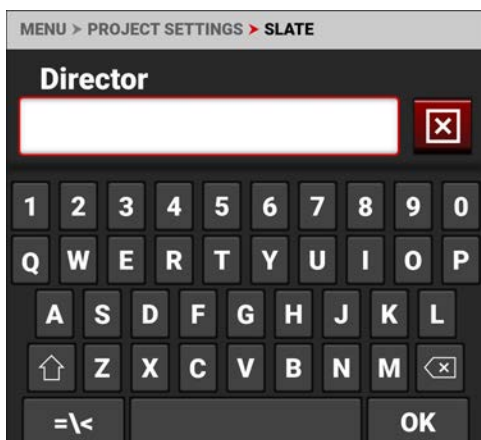 MENU > PROJECT SETTINGS > SLATE
Director
1 2 3 4 5 6 7 8 9 0
Q W E R T Y U I O P
A S D F G H J K L
Z X C V B N M
=\< OK